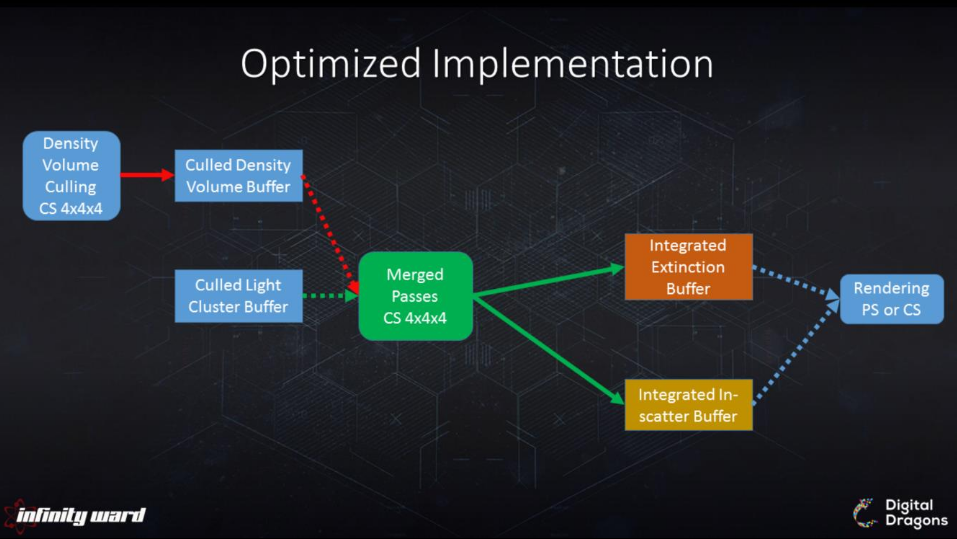 Optimized Implementation
Density
Volume
Culling
CS 4x4x4
Culled Density
Volume Buffer
Culled Light
Cluster Buffer
Merged
Passes
CS 4x4x4
Integrated
Extinction
Buffer
Integrated In-
scatter Buffer
Rendering
PS or CS
infinity ward
Digital
Dragons